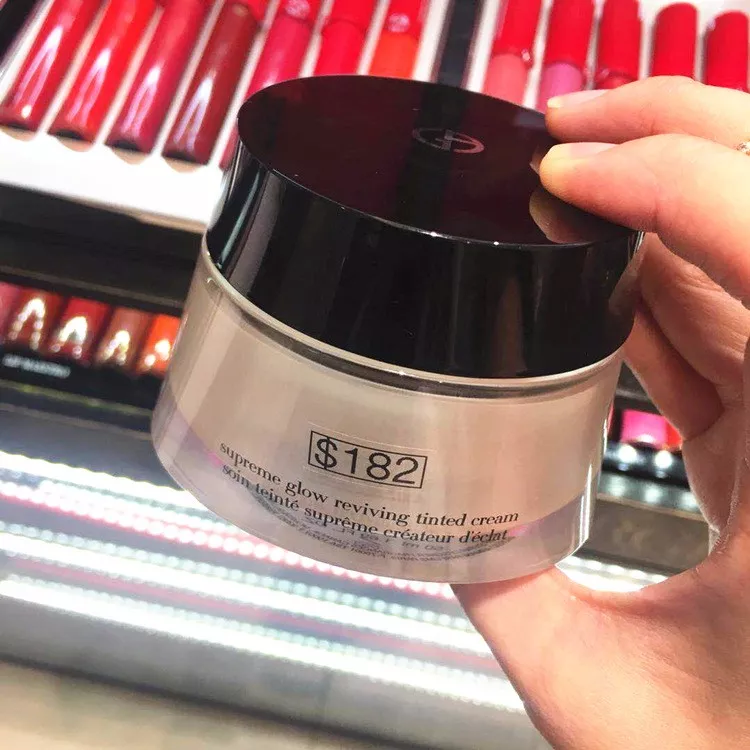 $182
supreme glow reviving tinted cream
soin teinté suprême créateur d'éclat